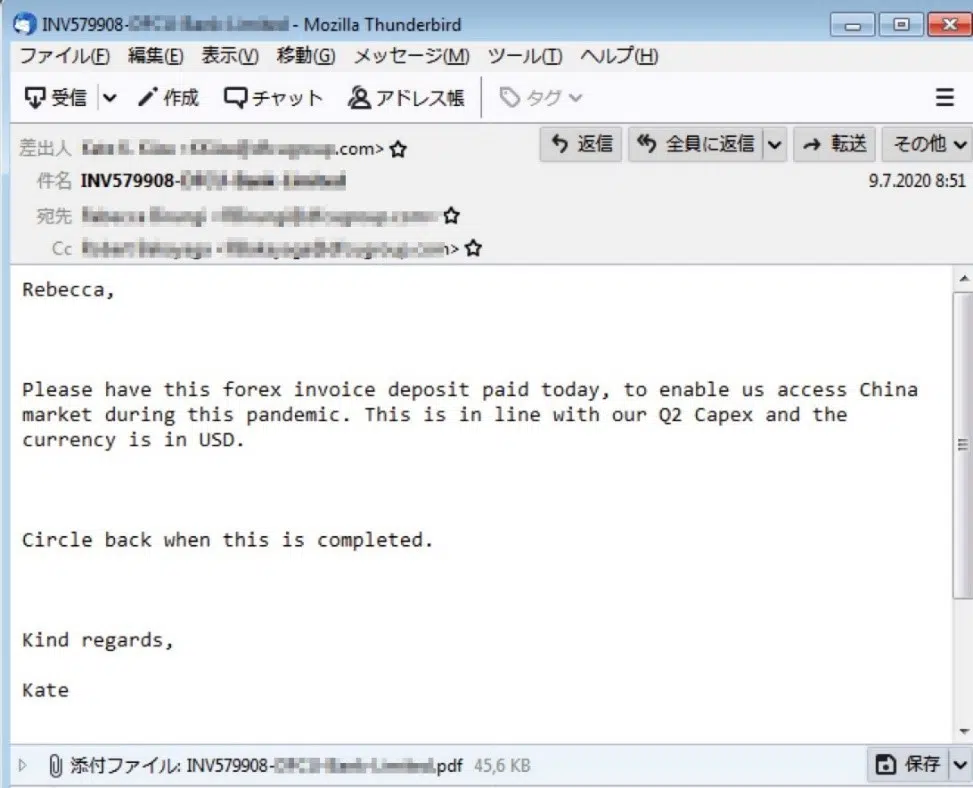 INV579908- - Mozilla Thunderbird
ファイル(F) 編集(E) 表示(V) 移動(G) メッセージ(M) ツール(T) ヘルプ(H)
受信 作成 チャット アドレス帳 タグ
差出人 .com> 返信 全員に返信 転送 その他
件名 INV579908- 9.7.2020 8:51
宛先
Cc
Rebecca,
Please have this forex invoice deposit paid today, to enable us access China
market during this pandemic. This is in line with our Q2 Capex and the
currency is in USD.
Circle back when this is completed.
Kind regards,
Kate
添付ファイル: INV579908- .pdf 45,6 KB 保存